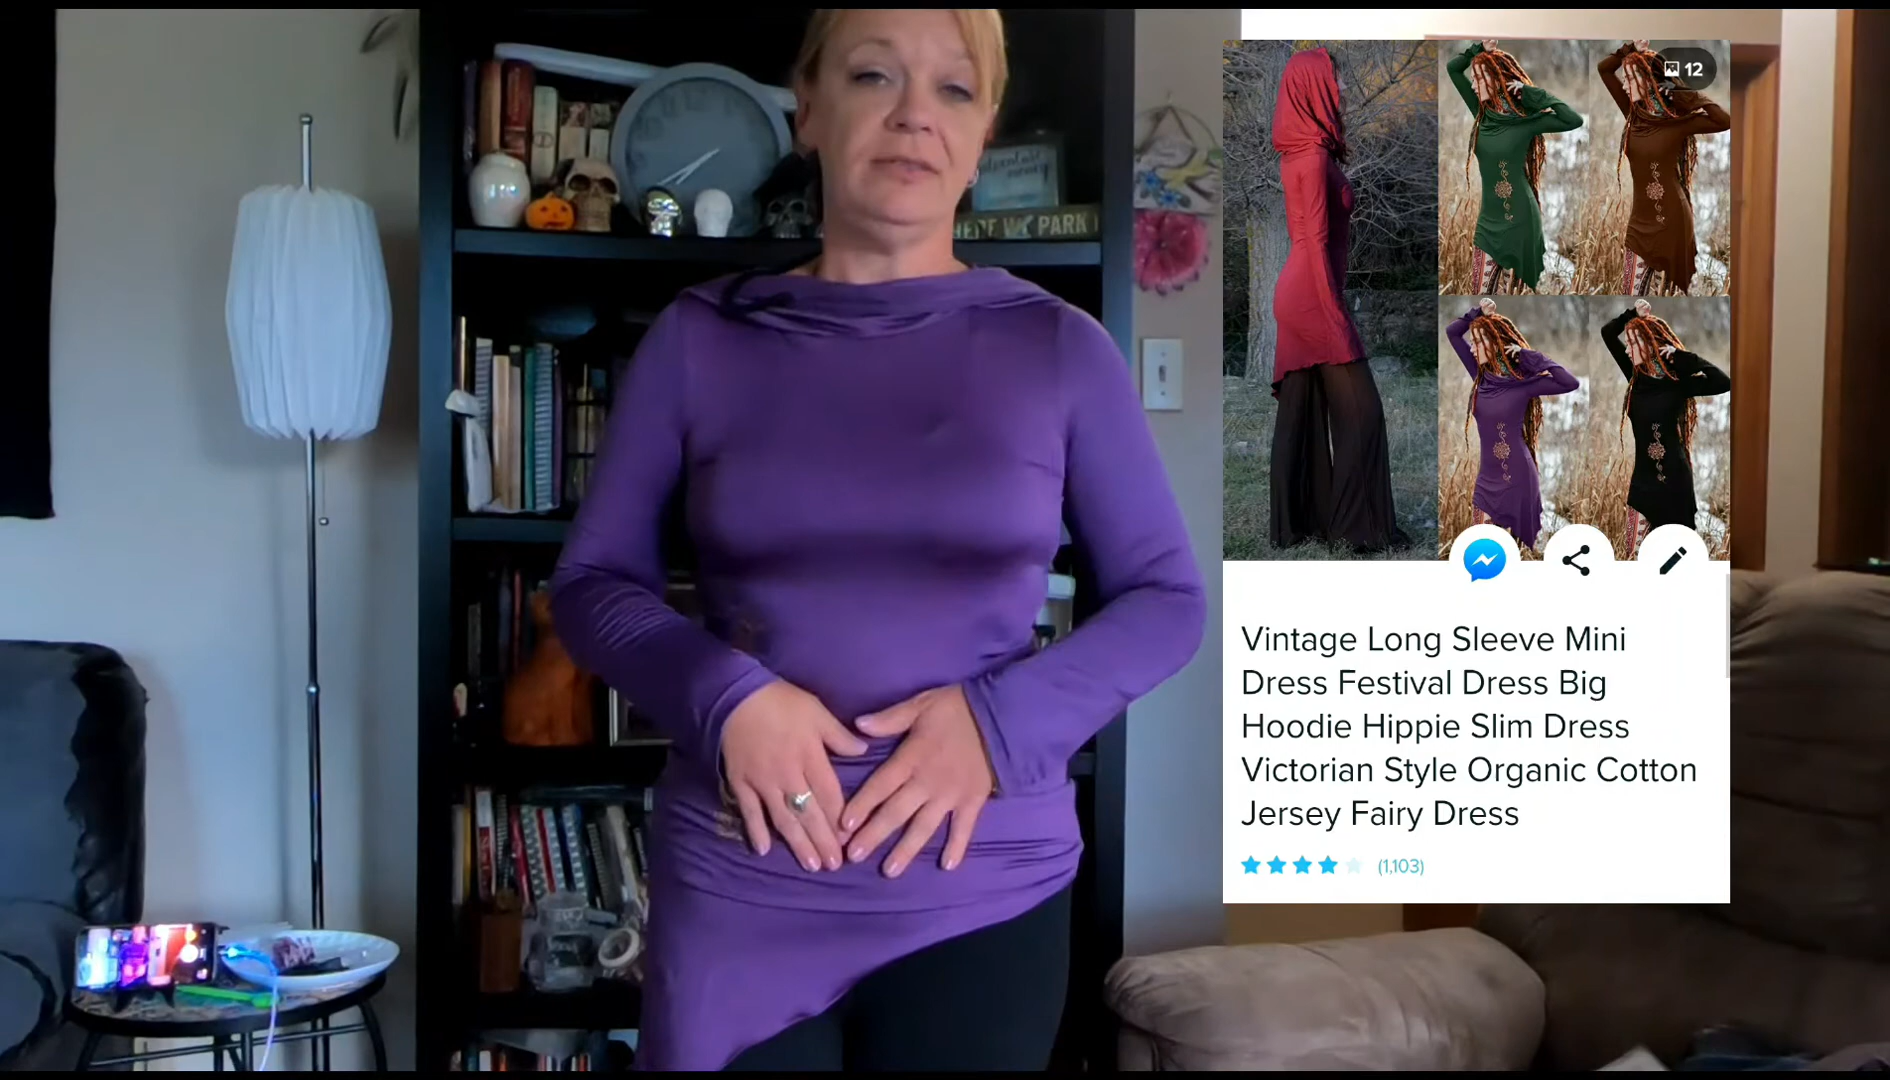 12
Vintage Long Sleeve Mini
Dress Festival Dress Big
Hoodie Hippie Slim Dress
Victorian Style Organic Cotton
Jersey Fairy Dress
(1,103)
PARK